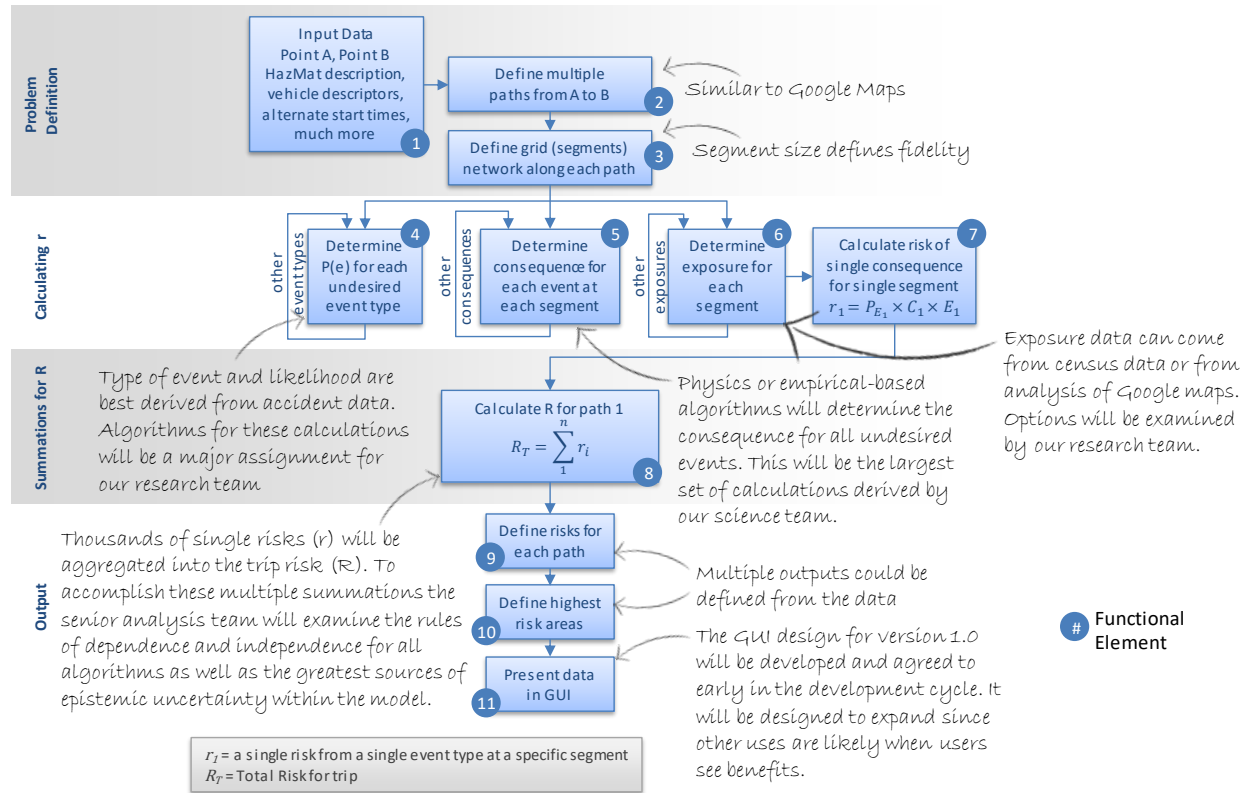 Problem
Definition
Input Data
Point A, Point B
HazMat description,
vehicle descriptors,
alternate start times,
much more
1
Define multiple
paths from A to B
2
Similar to Google Maps
Define grid (segments)
network along each path
3
Segment size defines fidelity
Calculating r
other
event types
4
Determine
P(e) for each
undesired
event type
other
consequences
5
Determine
consequence for
each event at
each segment
other
exposures
6
Determine
exposure for
each
segment
7
Calculate risk of
single consequence
for single segment
r₁ = P_E₁ × C₁ × E₁
Summations for R
Type of event and likelihood are
best derived from accident data.
Algorithms for these calculations
will be a major assignment for
our research team
Calculate R for path 1
R_T = n∑1 r_i
8
Physics or empirical-based
algorithms will determine the
consequence for all undesired
events. This will be the largest
set of calculations derived by
our science team.
Exposure data can come
from census data or from
analysis of Google maps.
Options will be examined
by our research team.
Output
Thousands of single risks (r) will be
aggregated into the trip risk (R). To
accomplish these multiple summations the
senior analysis team will examine the rules
of dependence and independence for all
algorithms as well as the greatest sources of
epistemic uncertainty within the model.
Define risks for
each path
9
Define highest
risk areas
10
Present data
in GUI
11
Multiple outputs could be
defined from the data
The GUI design for version 1.0
will be developed and agreed to
early in the development cycle. It
will be designed to expand since
other uses are likely when users
see benefits.
# Functional
Element
r₁ = a single risk from a single event type at a specific segment
R_T = Total Risk for trip